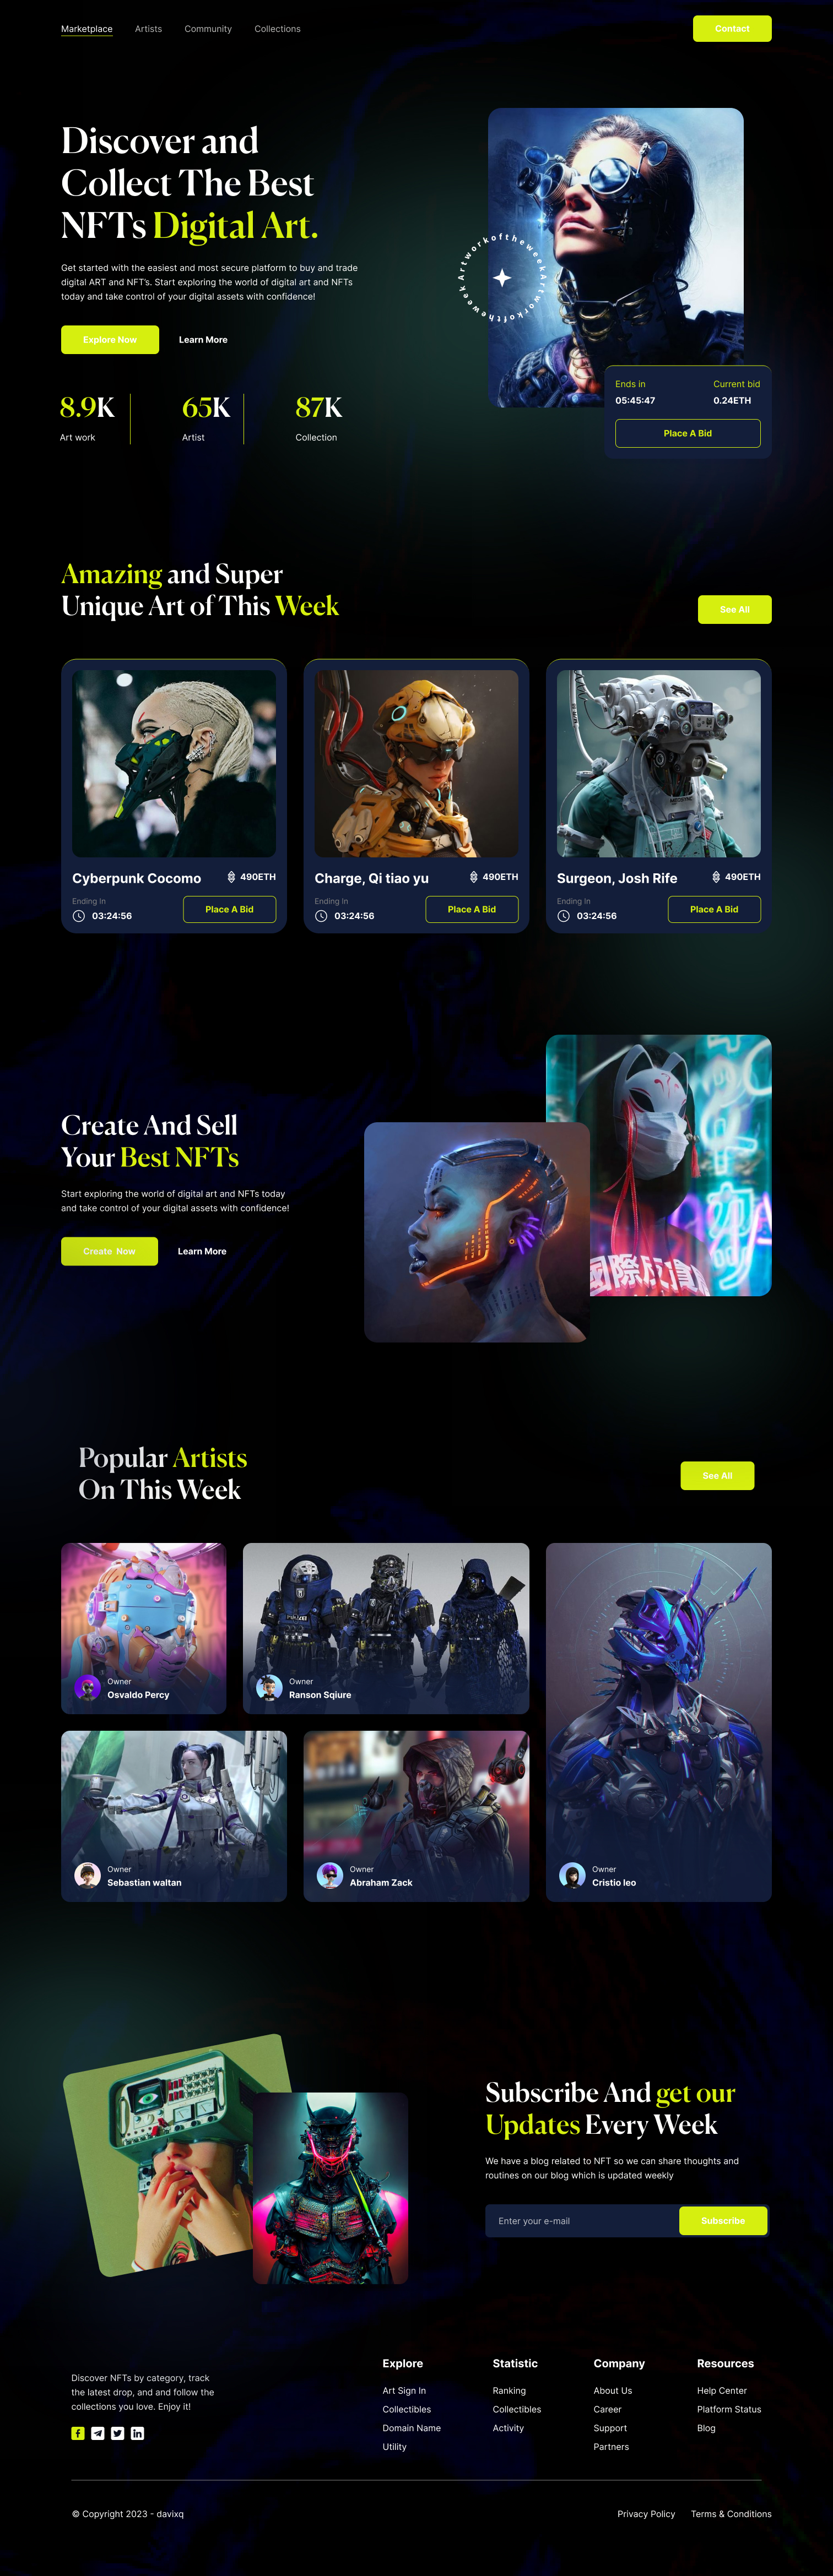 Marketplace
Artists
Community
Collections
Contact
Discover and
Collect The Best
NFTs Digital Art.
Get started with the easiest and most secure platform to buy and trade
digital ART and NFT's. Start exploring the world of digital art and NFTs
today and take control of your digital assets with confidence!
Explore Now
Learn More
8.9K
Art work
65K
Artist
87K
Collection
Artworkoftheweek Artworkoftheweek
Ends in
Current bid
05:45:47
0.24ETH
Place A Bid
Amazing and Super
Unique Art of This Week
See All
Cyberpunk Cocomo
490ETH
Ending In
03:24:56
Place A Bid
Charge, Qi tiao yu
490ETH
Ending In
03:24:56
Place A Bid
Surgeon, Josh Rife
490ETH
Ending In
03:24:56
Place A Bid
Create And Sell
Your Best NFTs
Start exploring the world of digital art and NFTs today
and take control of your digital assets with confidence!
Create Now
Learn More
Popular Artists
On This Week
See All
Owner
Osvaldo Percy
Owner
Ranson Sqiure
Owner
Sebastian waltan
Owner
Abraham Zack
Owner
Cristio leo
Subscribe And get our
Updates Every Week
We have a blog related to NFT so we can share thoughts and
routines on our blog which is updated weekly
Enter your e-mail
Subscribe
Discover NFTs by category, track
the latest drop, and and follow the
collections you love. Enjoy it!
Explore
Art Sign In
Collectibles
Domain Name
Utility
Statistic
Ranking
Collectibles
Activity
Company
About Us
Career
Support
Partners
Resources
Help Center
Platform Status
Blog
© Copyright 2023 - davixq
Privacy Policy
Terms & Conditions